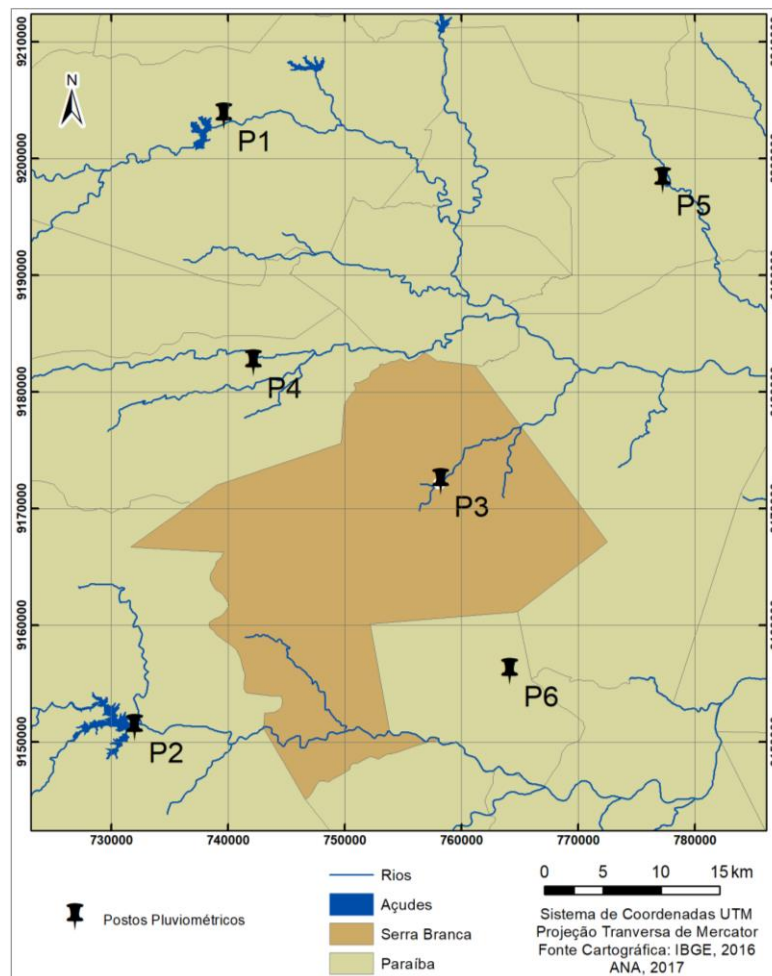 N
P1
P5
P4
P3
P6
P2
9210000
9200000
9190000
9180000
9170000
9160000
9150000
730000
740000
750000
760000
770000
780000
Postos Pluviométricos
Rios
Açudes
Serra Branca
Paraíba
0 5 10 15 km
Sistema de Coordenadas UTM
Projeção Tranversa de Mercator
Fonte Cartográfica: IBGE, 2016
ANA, 2017